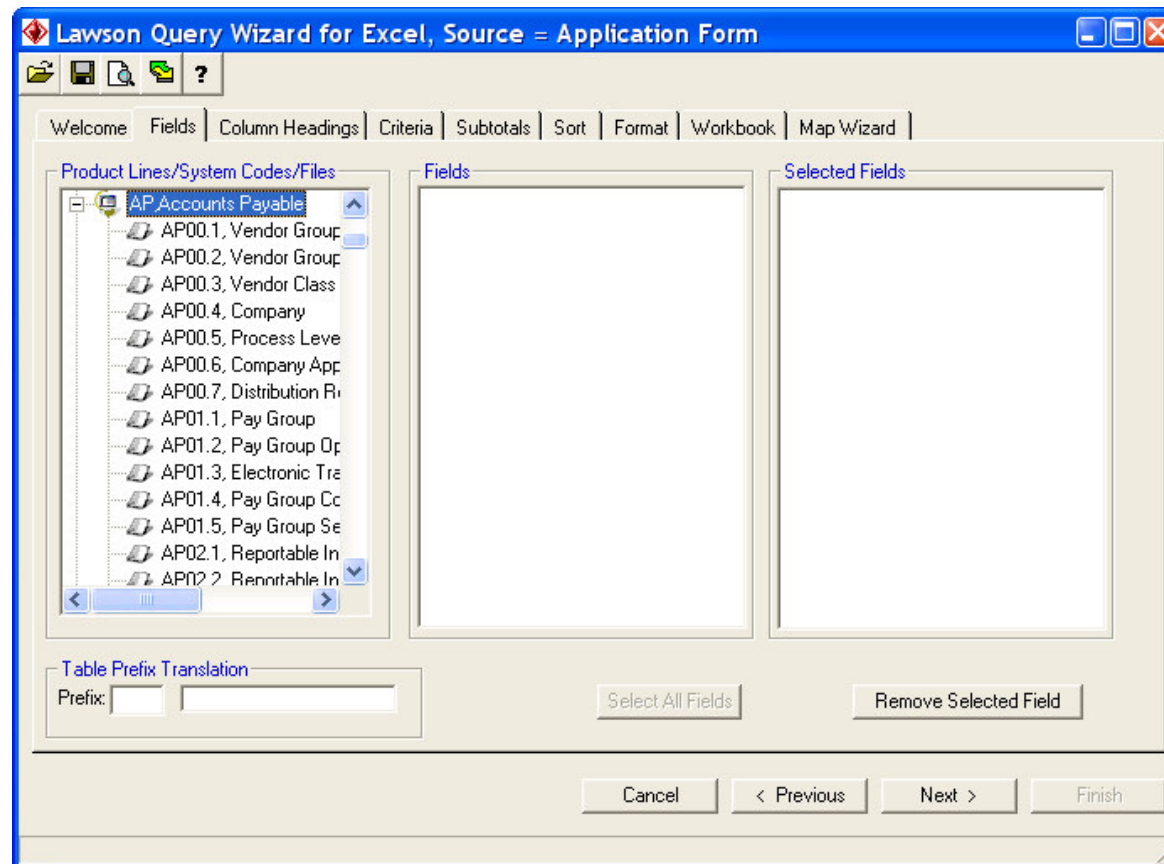 Lawson Query Wizard for Excel, Source = Application Form
?
Welcome Fields Column Headings Criteria Subtotals Sort Format Workbook Map Wizard
Product Lines/System Codes/Files
AP,Accounts Payable
AP00.1, Vendor Group
AP00.2, Vendor Group
AP00.3, Vendor Class
AP00.4, Company
AP00.5, Process Leve
AP00.6, Company App
AP00.7, Distribution R
AP01.1, Pay Group
AP01.2, Pay Group Op
AP01.3, Electronic Tra
AP01.4, Pay Group Co
AP01.5, Pay Group Se
AP02.1, Reportable In
AP02.2, Reportable In
Fields
Selected Fields
Table Prefix Translation
Prefix:
Select All Fields
Remove Selected Field
Cancel < Previous Next > Finish